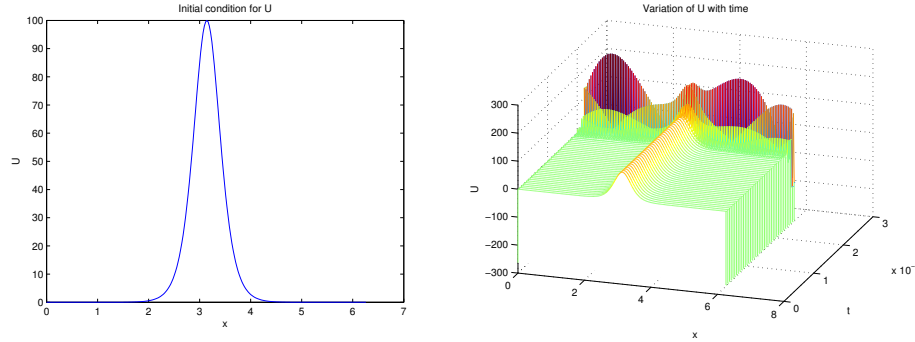 Initial condition for U
100
90
80
70
60
50
40
30
20
10
0
U
0 1 2 3 4 5 6 7
x
Variation of U with time
300
200
100
0
−100
−200
−300
U
0 2 4 6 8
x
0 1 2 3
t
x 10⁻